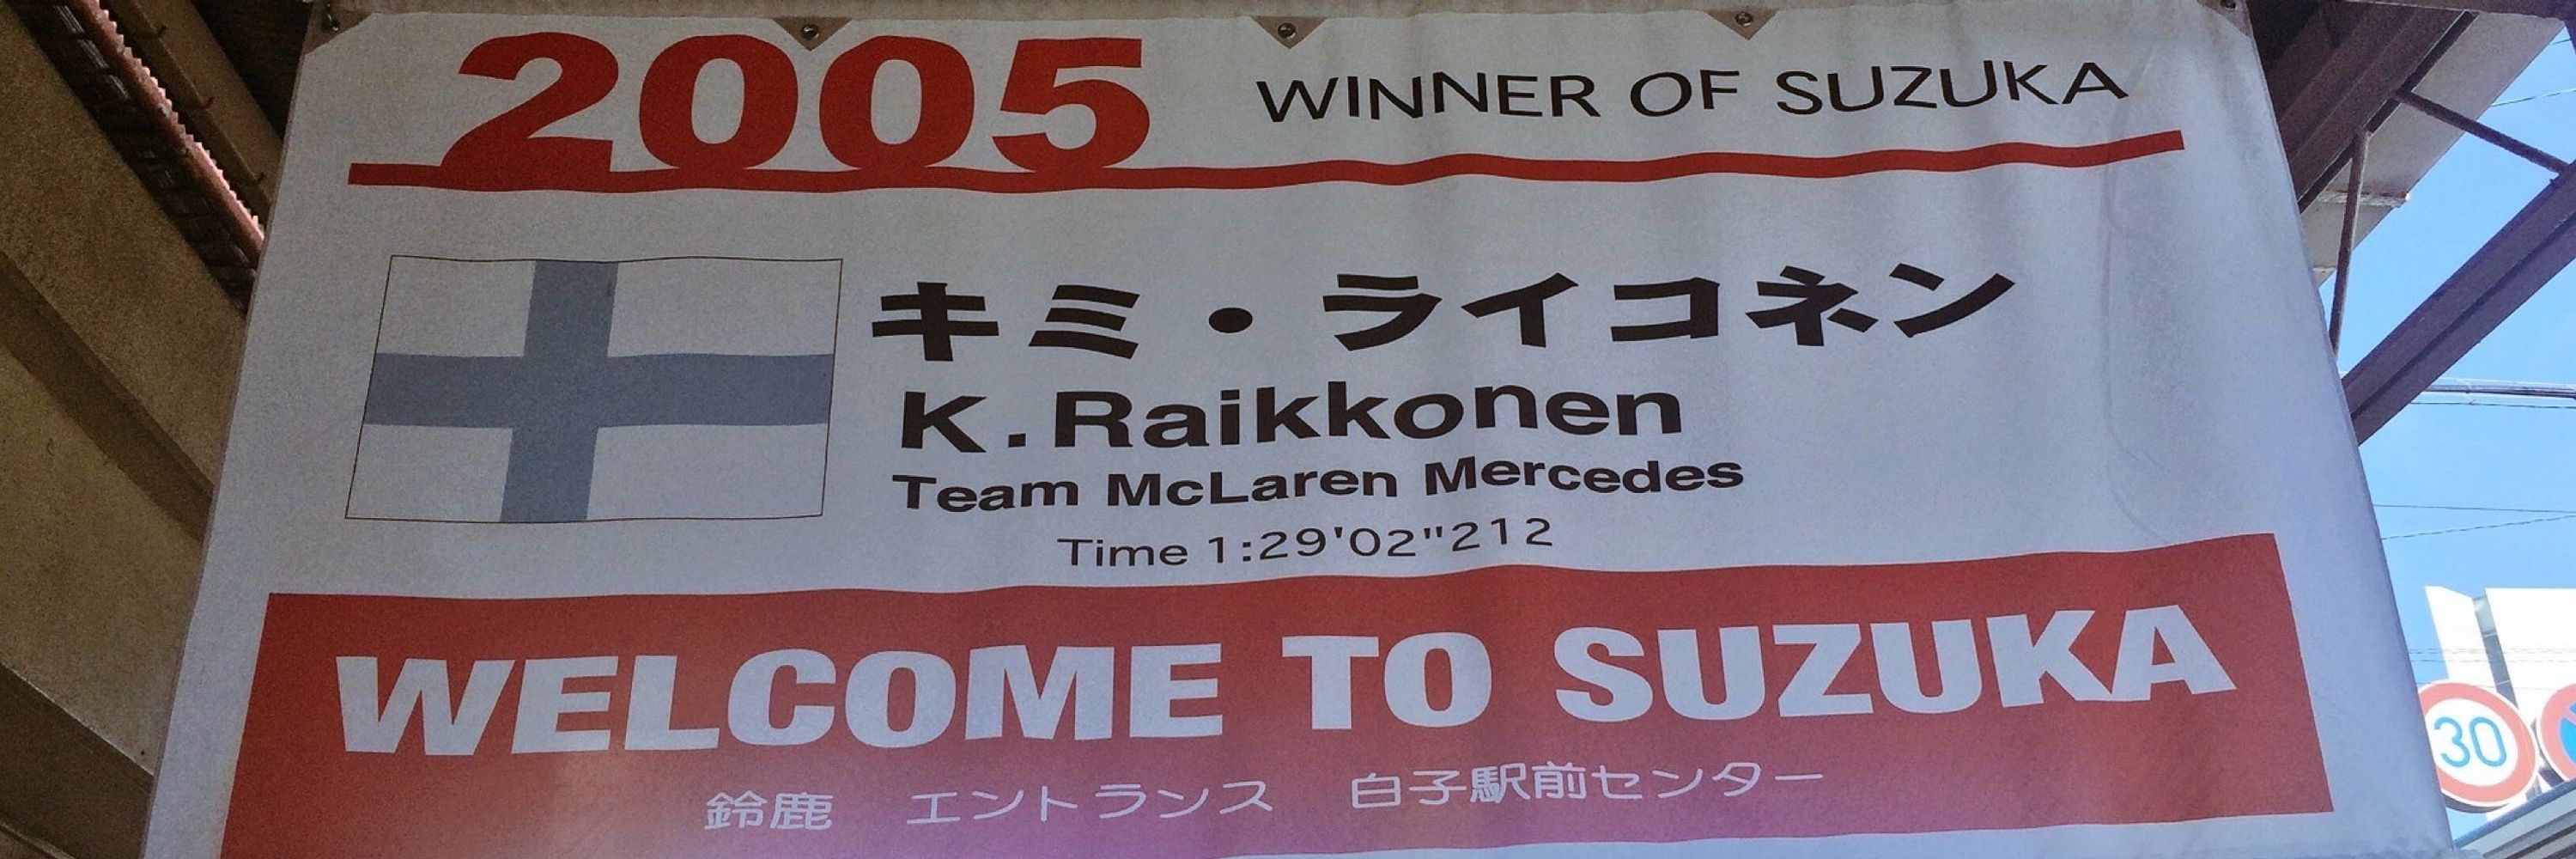 2005 WINNER OF SUZUKA
キミ・ライコネン
K.Raikkonen
Team McLaren Mercedes
Time 1:29'02"212
WELCOME TO SUZUKA
鈴鹿 エントランス 白子駅前センター
30